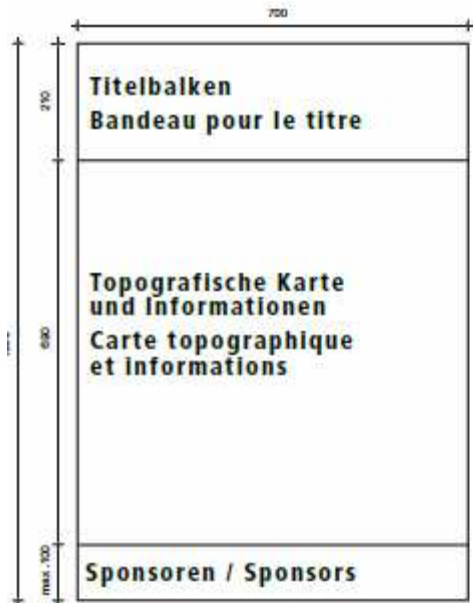 700
210
Titelbalken
Bandeau pour le titre
690
Topografische Karte
und Informationen
Carte topographique
et informations
max. 100
Sponsoren / Sponsors